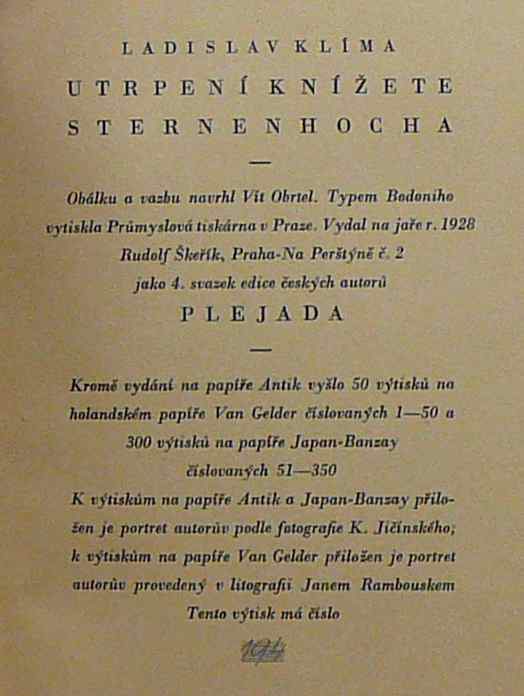 LADISLAV KLÍMA
UTRPENÍ KNÍŽETE
STERNENHOCHA
—
Obálku a vazbu navrhl Vít Obrtel. Typem Bodoniho
vytiskla Průmyslová tiskárna v Praze. Vydal na jaře r. 1928
Rudolf Škeřík, Praha-Na Perštýně č. 2
jako 4. svazek edice českých autorů
PLEJADA
—
Kromě vydání na papíře Antik vyšlo 50 výtisků na
holandském papíře Van Gelder číslovaných 1—50 a
300 výtisků na papíře Japan-Banzay
číslovaných 51—350
K výtiskům na papíře Antik a Japan-Banzay přilo-
žen je portret autorův podle fotografie K. Jičínského;
k výtiskům na papíře Van Gelder přiložen je portret
autorův provedený v litografii Janem Rambouskem
Tento výtisk má číslo